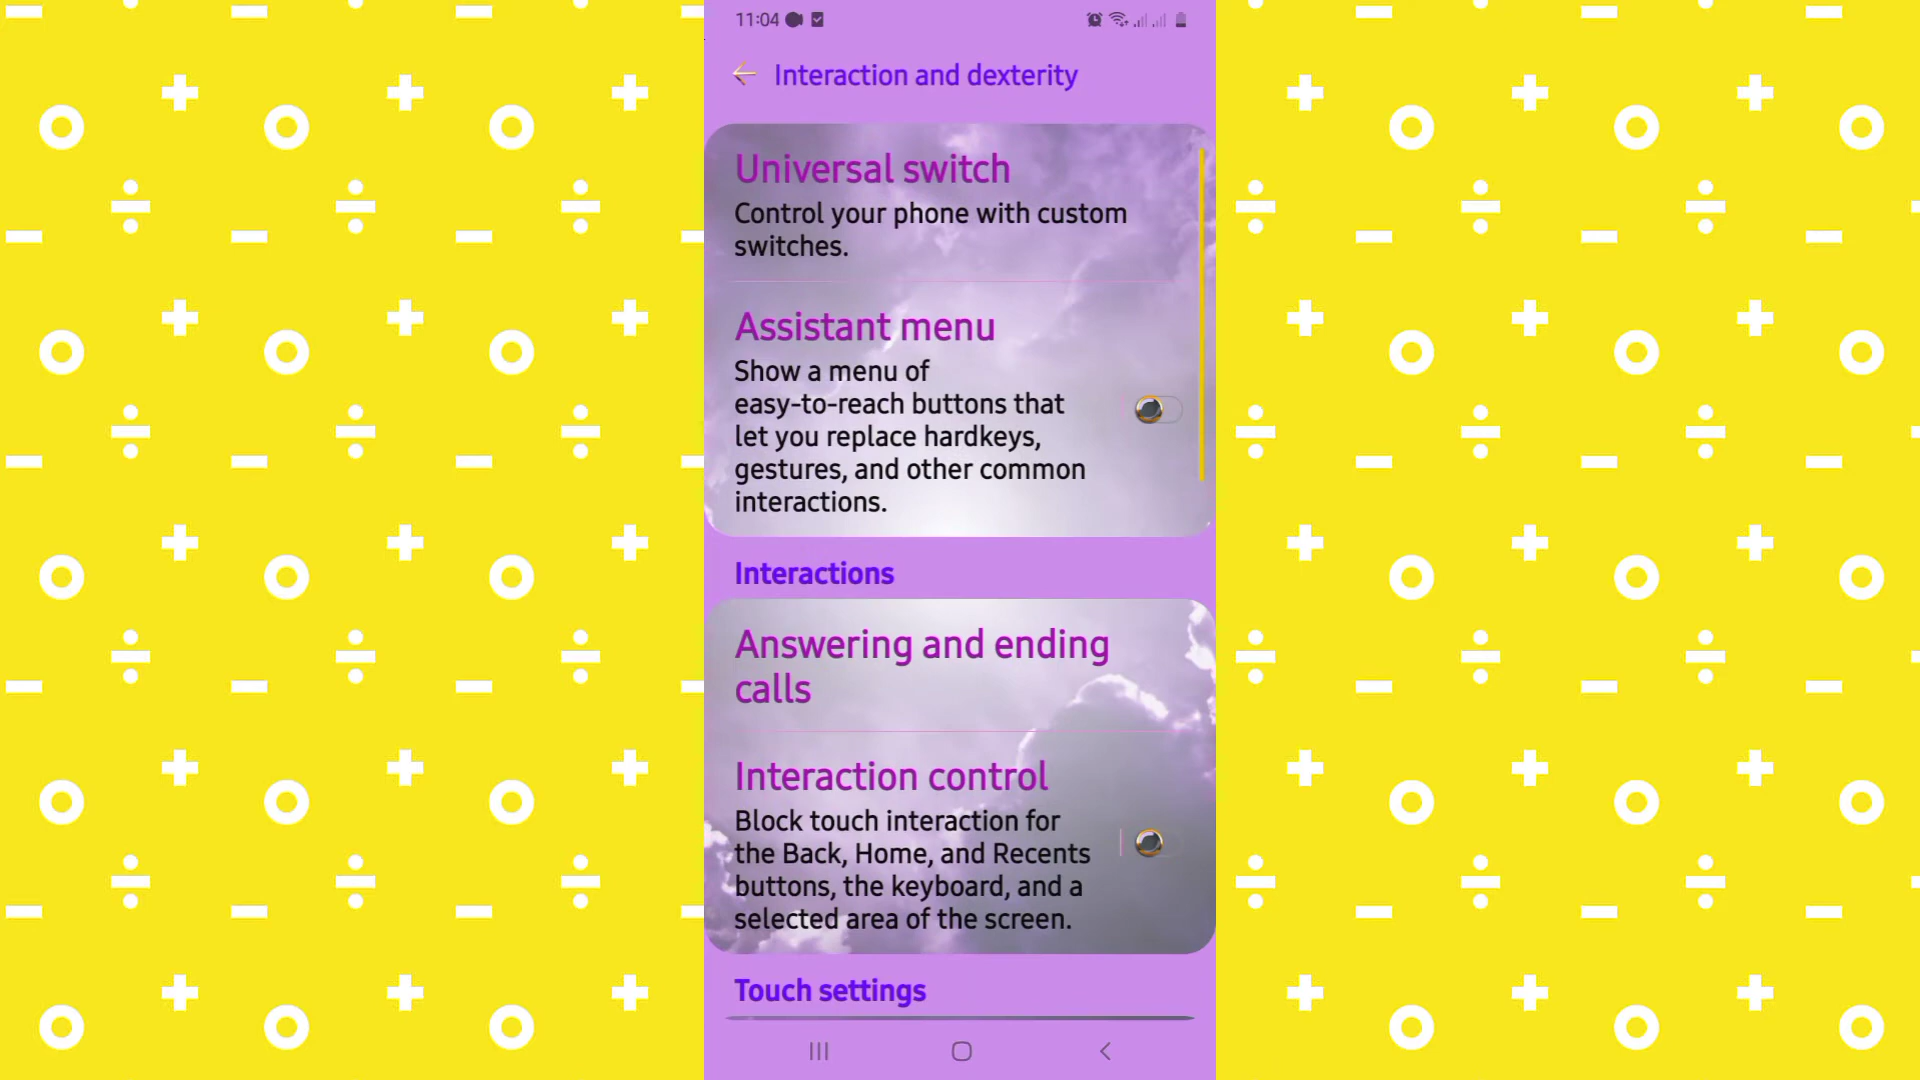 11:04
Interaction and dexterity
Universal switch
Control your phone with custom
switches.
Assistant menu
Show a menu of
easy-to-reach buttons that
let you replace hardkeys,
gestures, and other common
interactions.
Interactions
Answering and ending
calls
Interaction control
Block touch interaction for
the Back, Home, and Recents
buttons, the keyboard, and a
selected area of the screen.
Touch settings